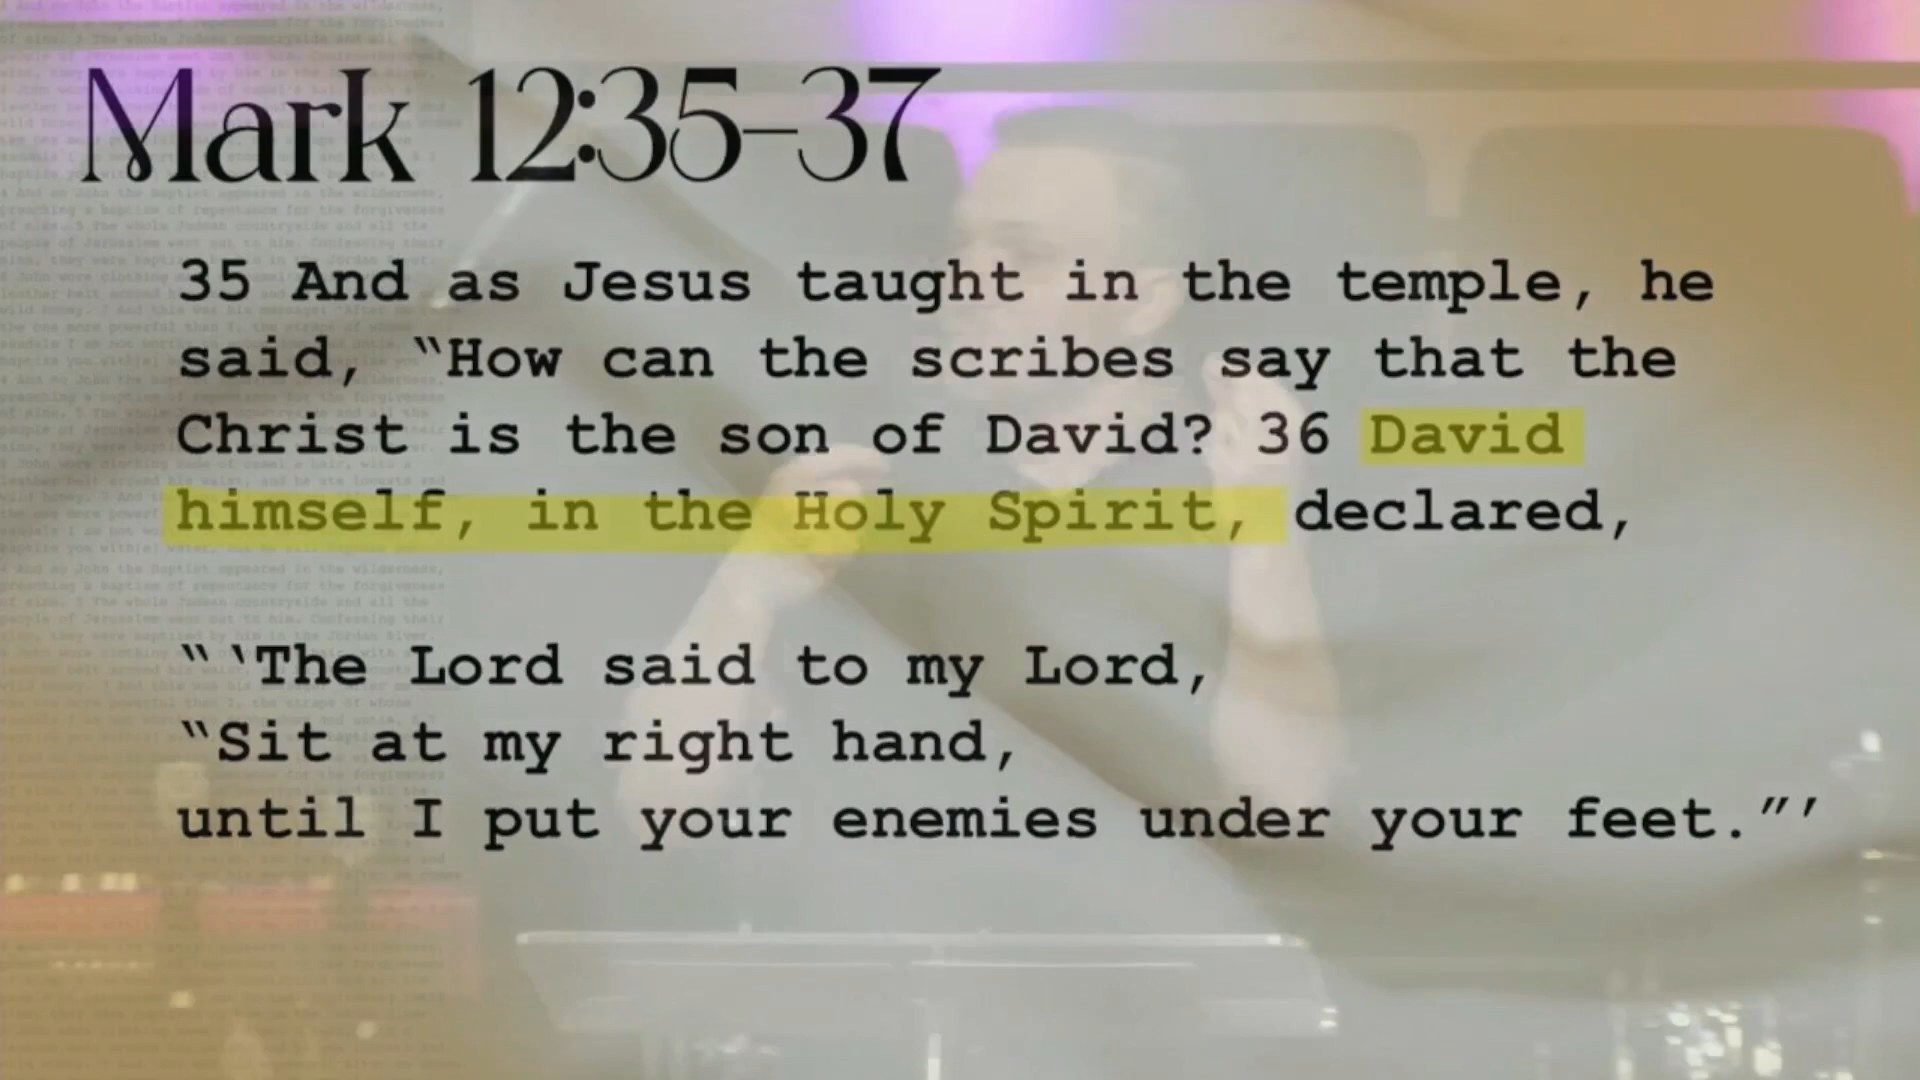 Mark 12:35–37
35 And as Jesus taught in the temple, he
said, “How can the scribes say that the
Christ is the son of David? 36 David
himself, in the Holy Spirit, declared,
“‘The Lord said to my Lord,
“Sit at my right hand,
until I put your enemies under your feet.”’